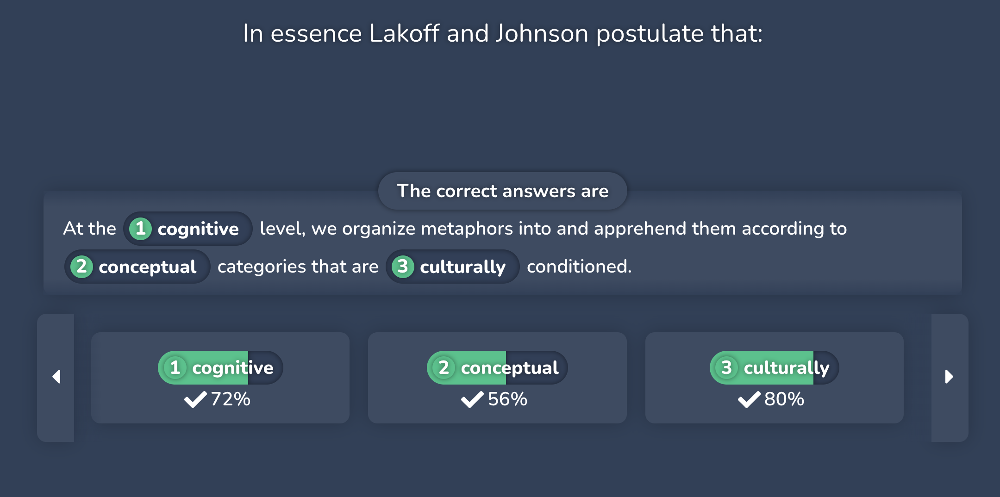 In essence Lakoff and Johnson postulate that:
The correct answers are
At the 1 cognitive level, we organize metaphors into and apprehend them according to
2 conceptual categories that are 3 culturally conditioned.
1 cognitive
72%
2 conceptual
56%
3 culturally
80%